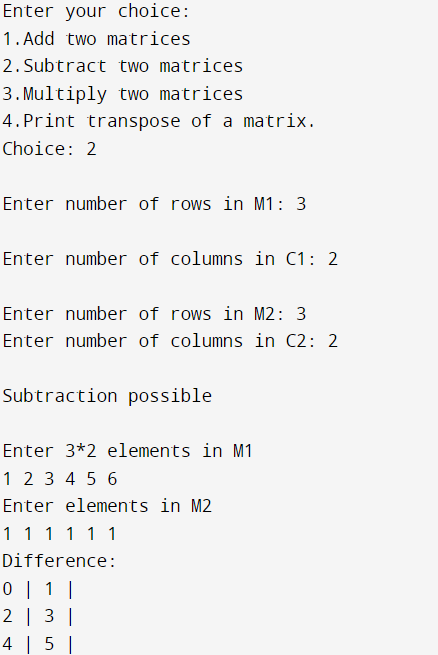 Enter your choice:
1.Add two matrices
2.Subtract two matrices
3.Multiply two matrices
4.Print transpose of a matrix.
Choice: 2
Enter number of rows in M1: 3
Enter number of columns in C1: 2
Enter number of rows in M2: 3
Enter number of columns in C2: 2
Subtraction possible
Enter 3*2 elements in M1
1 2 3 4 5 6
Enter elements in M2
1 1 1 1 1 1
Difference:
0 | 1 |
2 | 3 |
4 | 5 |